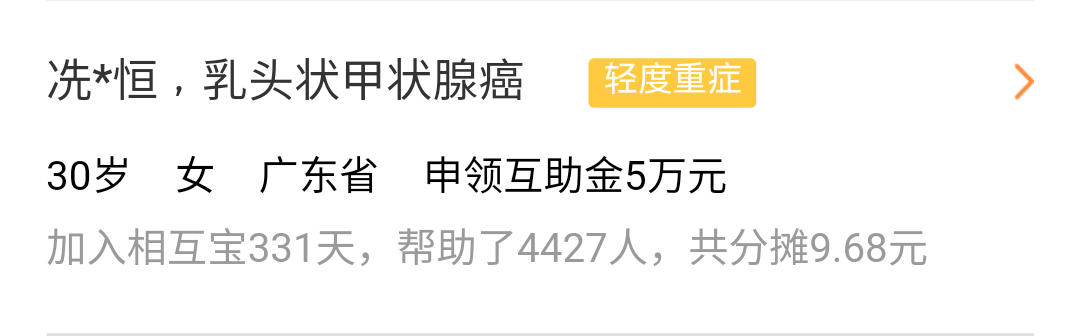 冼*恒，乳头状甲状腺癌 轻度重症
30岁 女 广东省 申领互助金5万元
加入相互宝331天，帮助了4427人，共分摊9.68元